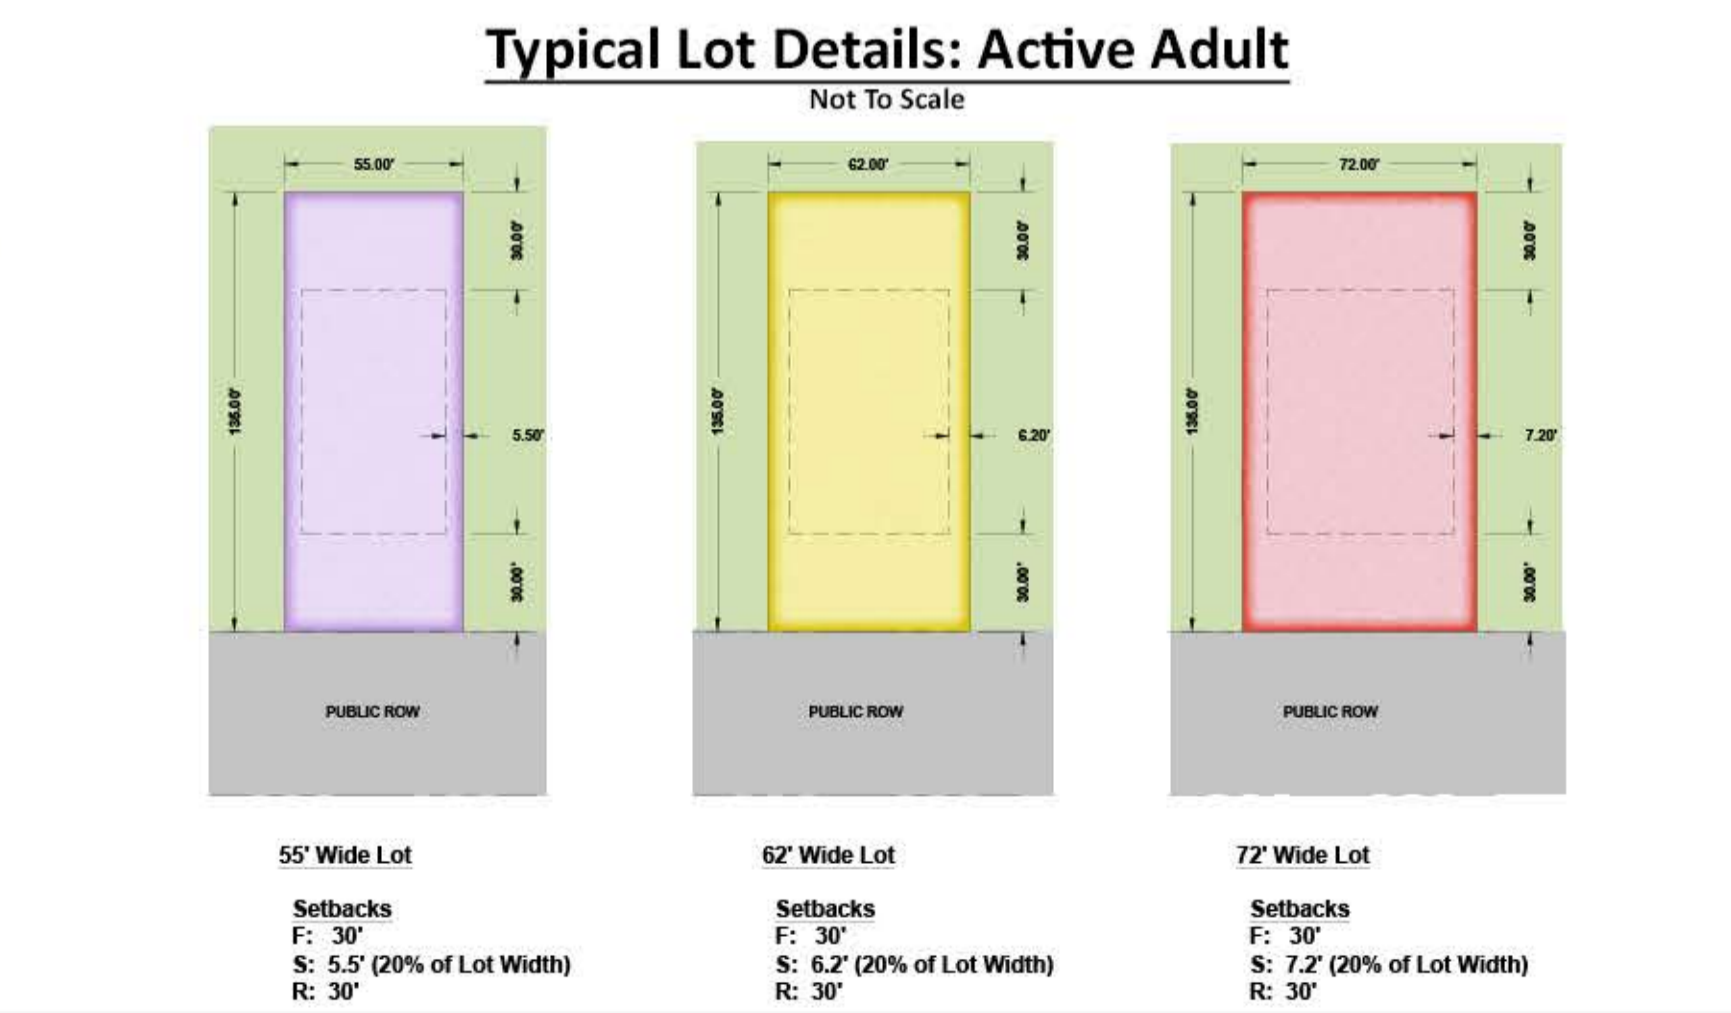 Typical Lot Details: Active Adult
Not To Scale
55.00'
135.00'
30.00'
5.50'
30.00'
PUBLIC ROW
62.00'
135.00'
30.00'
6.20'
30.00'
PUBLIC ROW
72.00'
135.00'
30.00'
7.20'
30.00'
PUBLIC ROW
55' Wide Lot
Setbacks
F: 30'
S: 5.5' (20% of Lot Width)
R: 30'
62' Wide Lot
Setbacks
F: 30'
S: 6.2' (20% of Lot Width)
R: 30'
72' Wide Lot
Setbacks
F: 30'
S: 7.2' (20% of Lot Width)
R: 30'